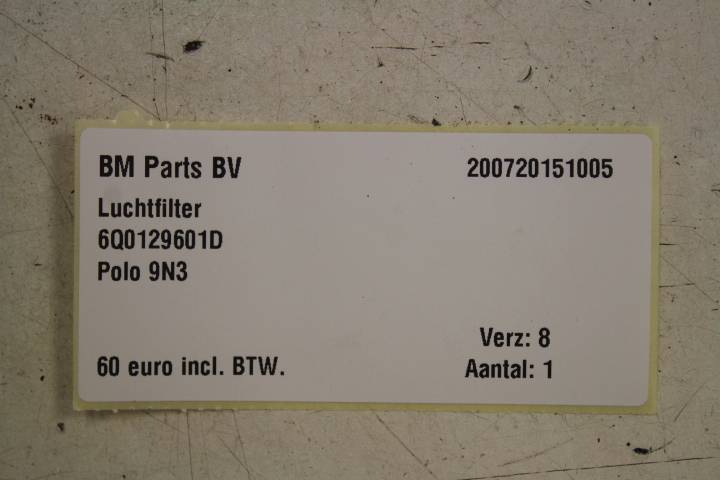 BM Parts BV 200720151005
Luchtfilter
6Q0129601D
Polo 9N3
Verz: 8
60 euro incl. BTW. Aantal: 1